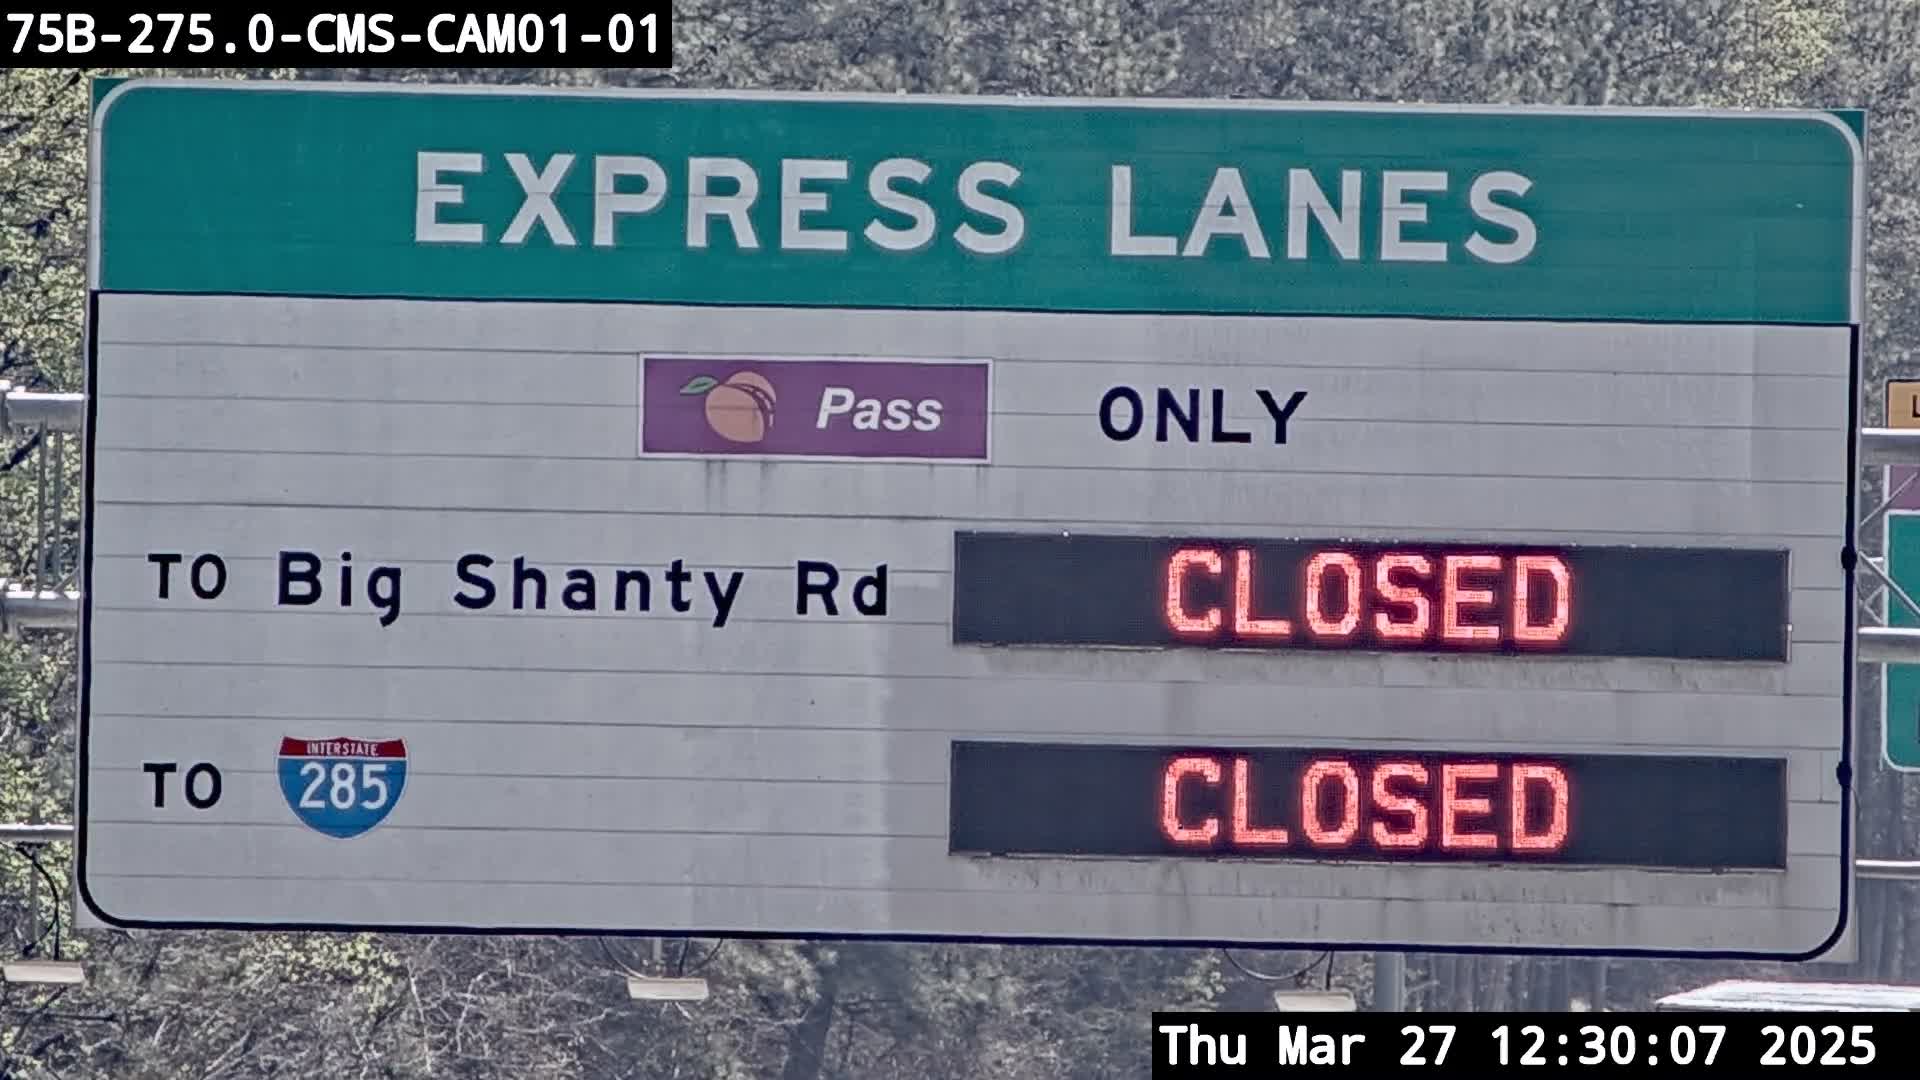 75B-275.0-CMS-CAM01-01
EXPRESS LANES
Pass ONLY
TO Big Shanty Rd CLOSED
TO INTERSTATE 285 CLOSED
Thu Mar 27 12:30:07 2025